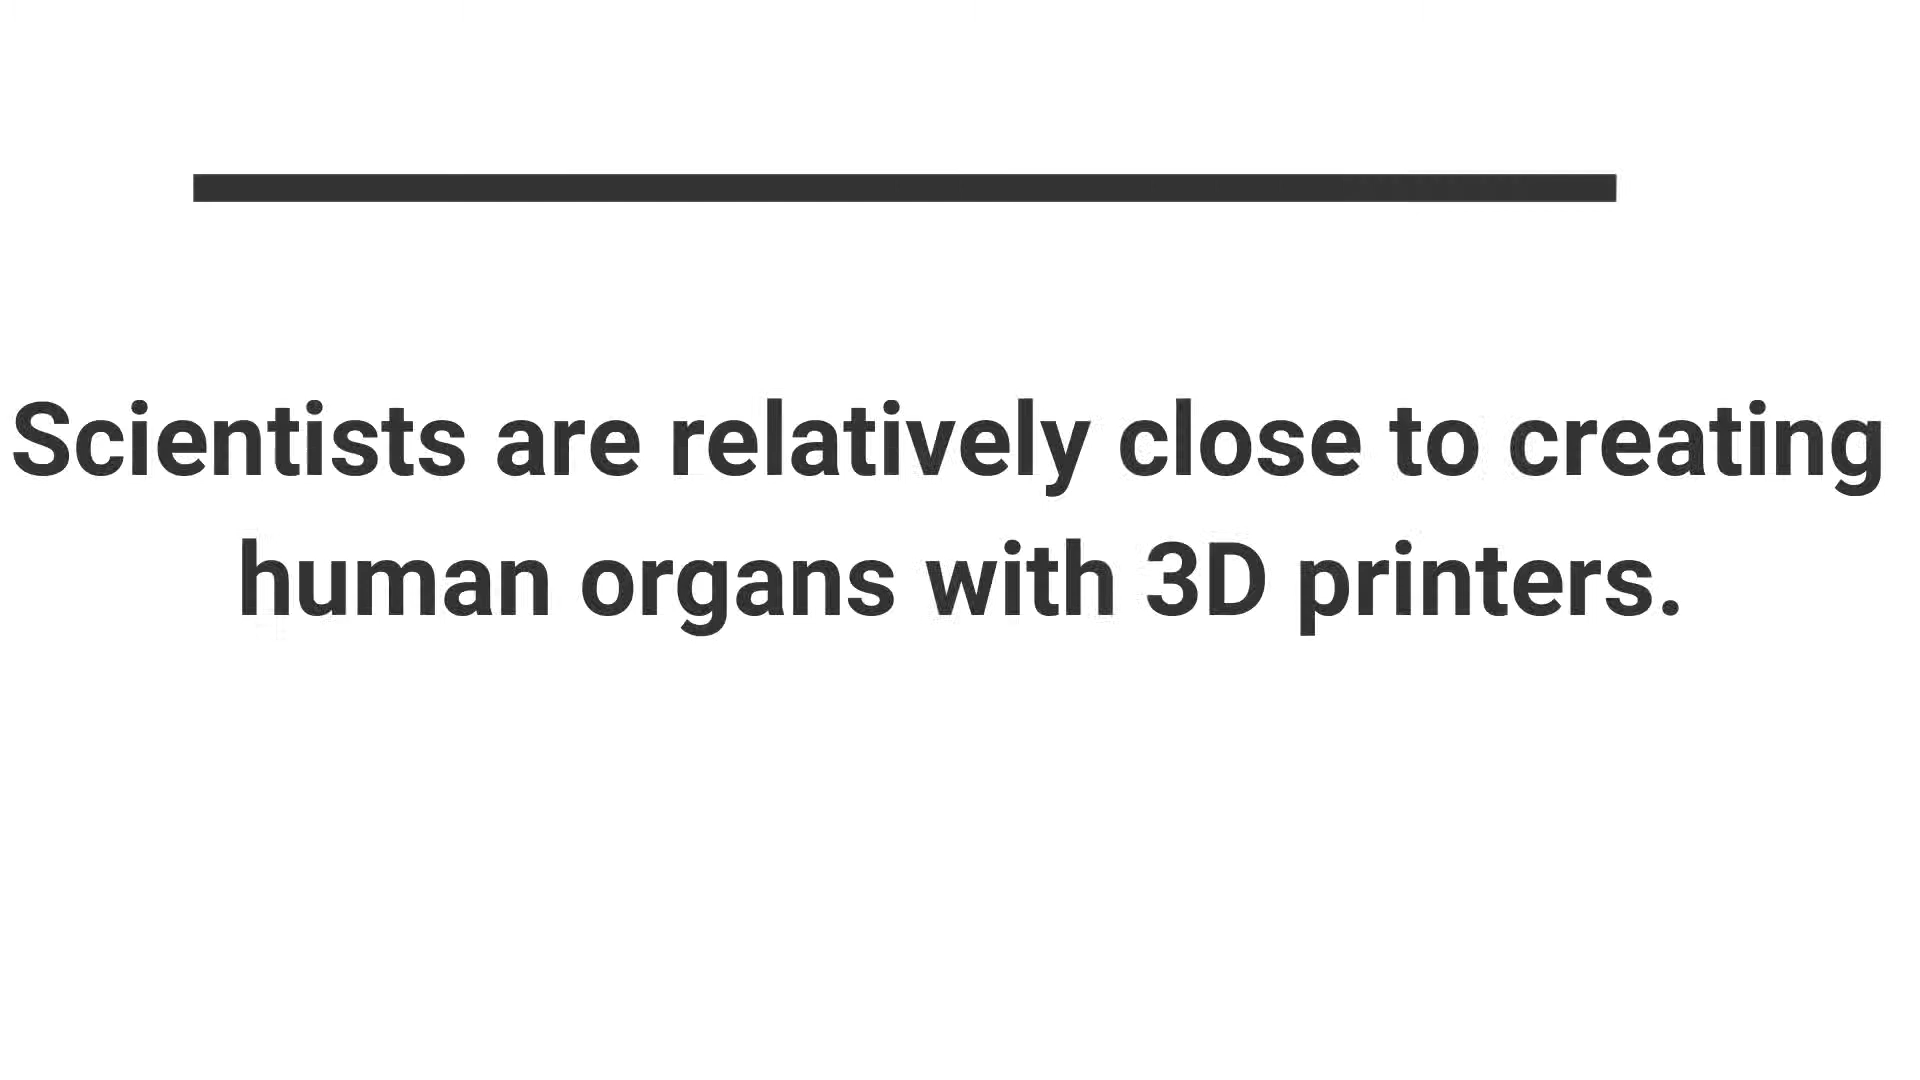 Scientists are relatively close to creating
human organs with 3D printers.